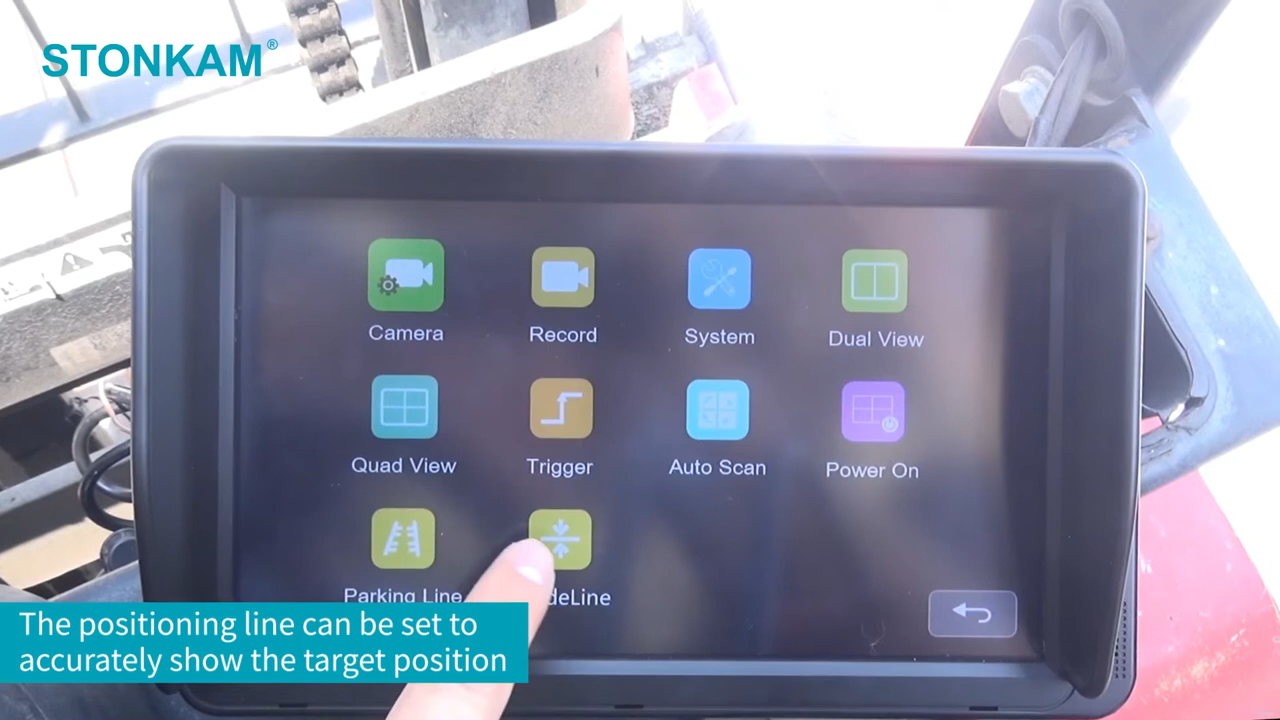 STONKAM®
Camera
Record
System
Dual View
Quad View
Trigger
Auto Scan
Power On
Parking Line
deLine
The positioning line can be set to
accurately show the target position